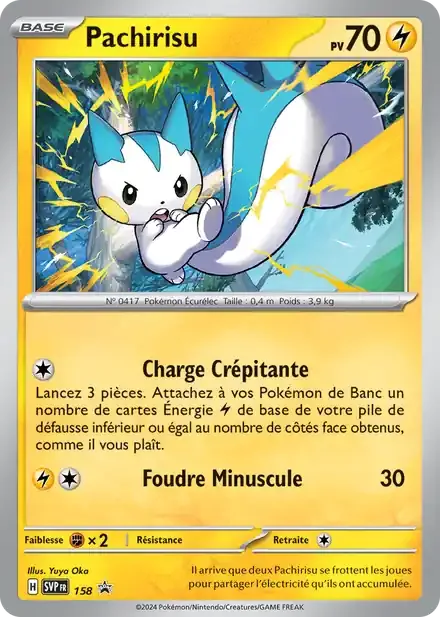 BASE
Pachirisu
PV 70
N° 0417 Pokémon Écurélec Taille : 0,4 m Poids : 3,9 kg
Charge Crépitante
Lancez 3 pièces. Attachez à vos Pokémon de Banc un
nombre de cartes Énergie de base de votre pile de
défausse inférieur ou égal au nombre de côtés face obtenus,
comme il vous plaît.
Foudre Minuscule 30
Faiblesse ×2 Résistance Retraite
Illus. Yuya Oka
H SVP FR 158
Il arrive que deux Pachirisu se frottent les joues
pour partager l'électricité qu'ils ont accumulée.
©2024 Pokémon/Nintendo/Creatures/GAME FREAK